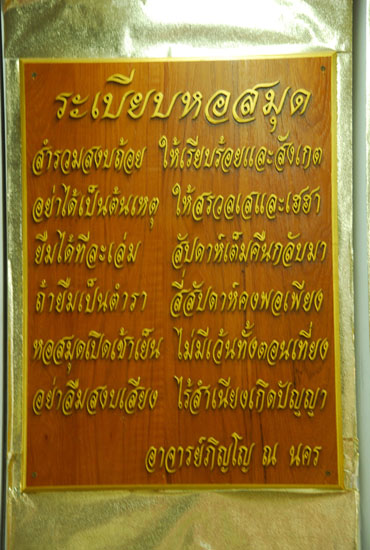 ระเบียบหอสมุด
สำรวมสงบถ้อย ให้เรียบร้อยและสังเกต
อย่าได้เป็นต้นเหตุ ให้สรวลเสและเฮฮา
ยืมได้ทีละเล่ม สัปดาห์เต็มคืนกลับมา
ถ้ายืมเป็นตำรา สี่สัปดาห์คงพอเพียง
หอสมุดเปิดเช้าเย็น ไม่มีเว้นทั้งตอนเที่ยง
อย่าลืมสงบเสียง ไร้สำเนียงเกิดปัญญา
อาจารย์ภิญโญ ณ นคร